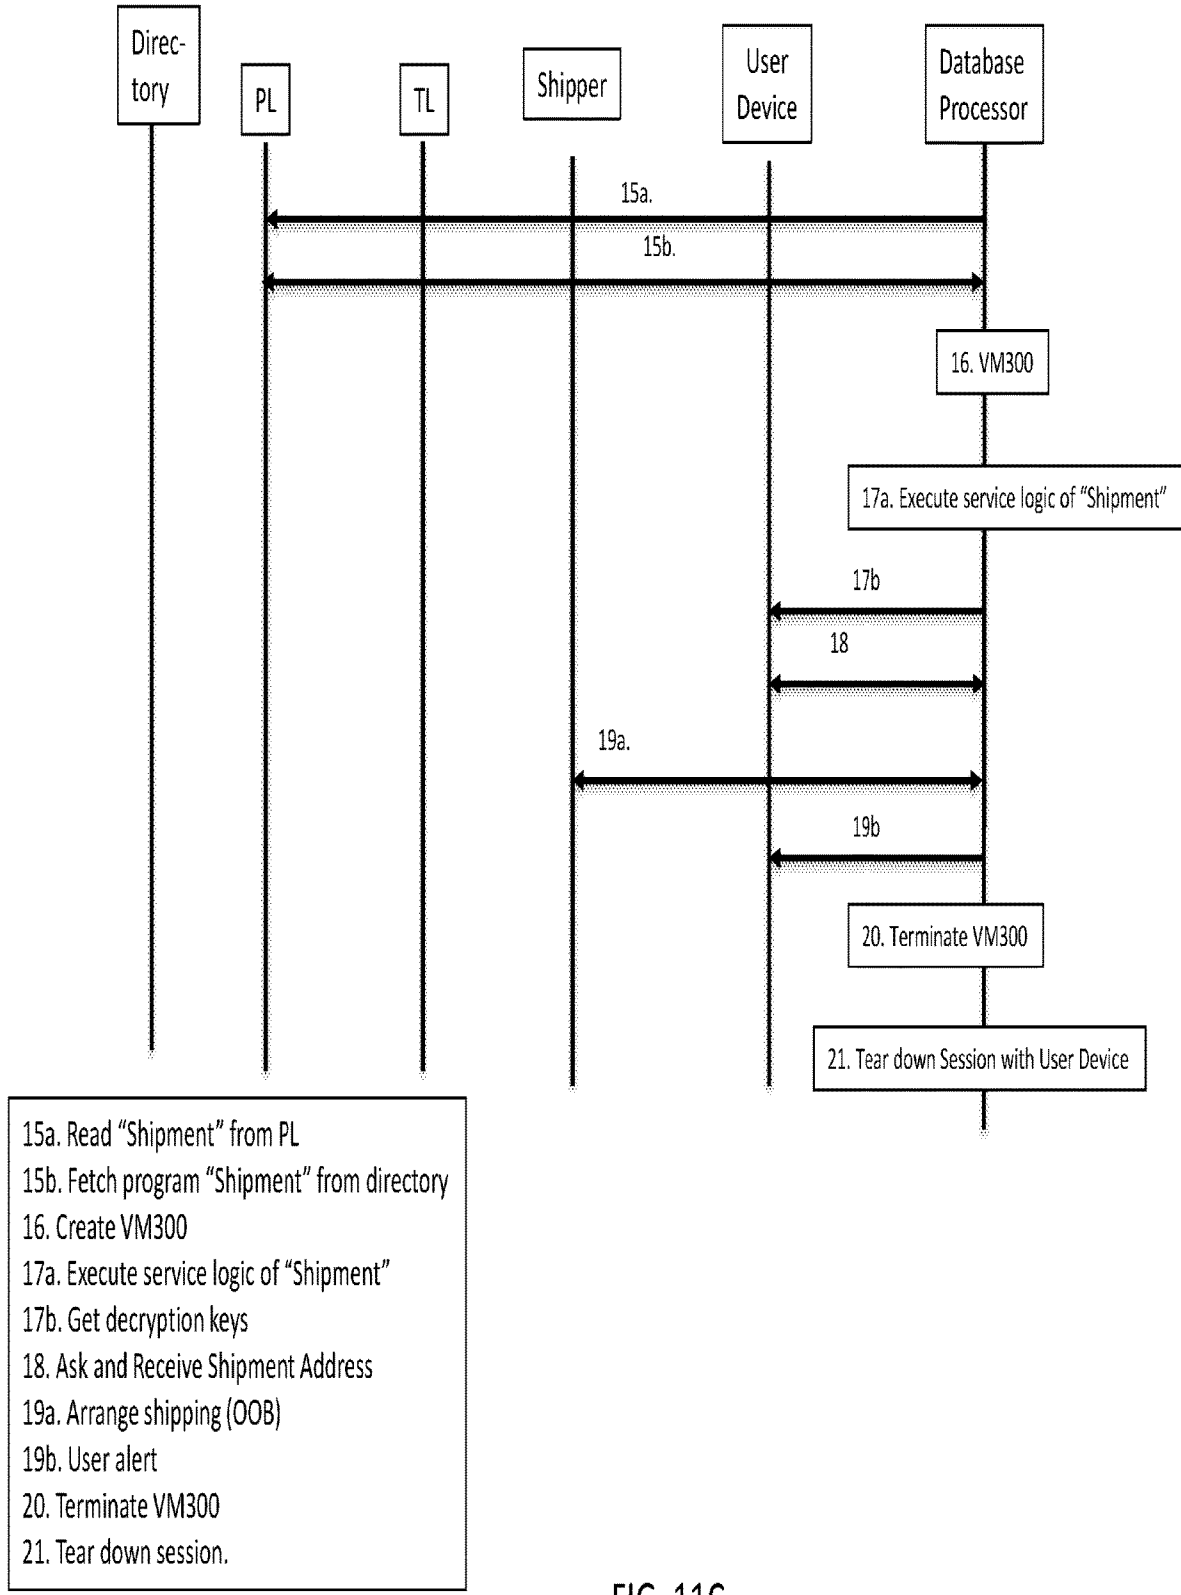 Direc-
tory
PL
TL
Shipper
User
Device
Database
Processor
15a.
15b.
16. VM300
17a. Execute service logic of “Shipment”
17b
18
19a.
19b
20. Terminate VM300
21. Tear down Session with User Device
15a. Read “Shipment” from PL
15b. Fetch program “Shipment” from directory
16. Create VM300
17a. Execute service logic of “Shipment”
17b. Get decryption keys
18. Ask and Receive Shipment Address
19a. Arrange shipping (OOB)
19b. User alert
20. Terminate VM300
21. Tear down session.